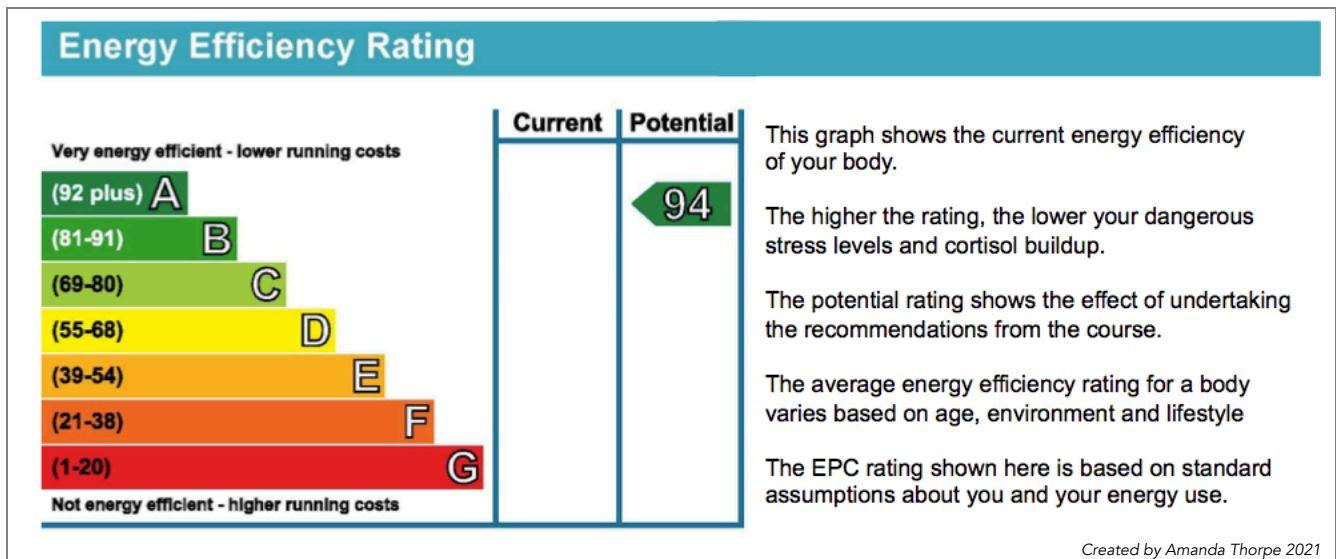 Energy Efficiency Rating
Current
Potential
Very energy efficient - lower running costs
(92 plus) A
(81-91) B
(69-80) C
(55-68) D
(39-54) E
(21-38) F
(1-20) G
Not energy efficient - higher running costs
94
This graph shows the current energy efficiency
of your body.
The higher the rating, the lower your dangerous
stress levels and cortisol buildup.
The potential rating shows the effect of undertaking
the recommendations from the course.
The average energy efficiency rating for a body
varies based on age, environment and lifestyle
The EPC rating shown here is based on standard
assumptions about you and your energy use.
Created by Amanda Thorpe 2021